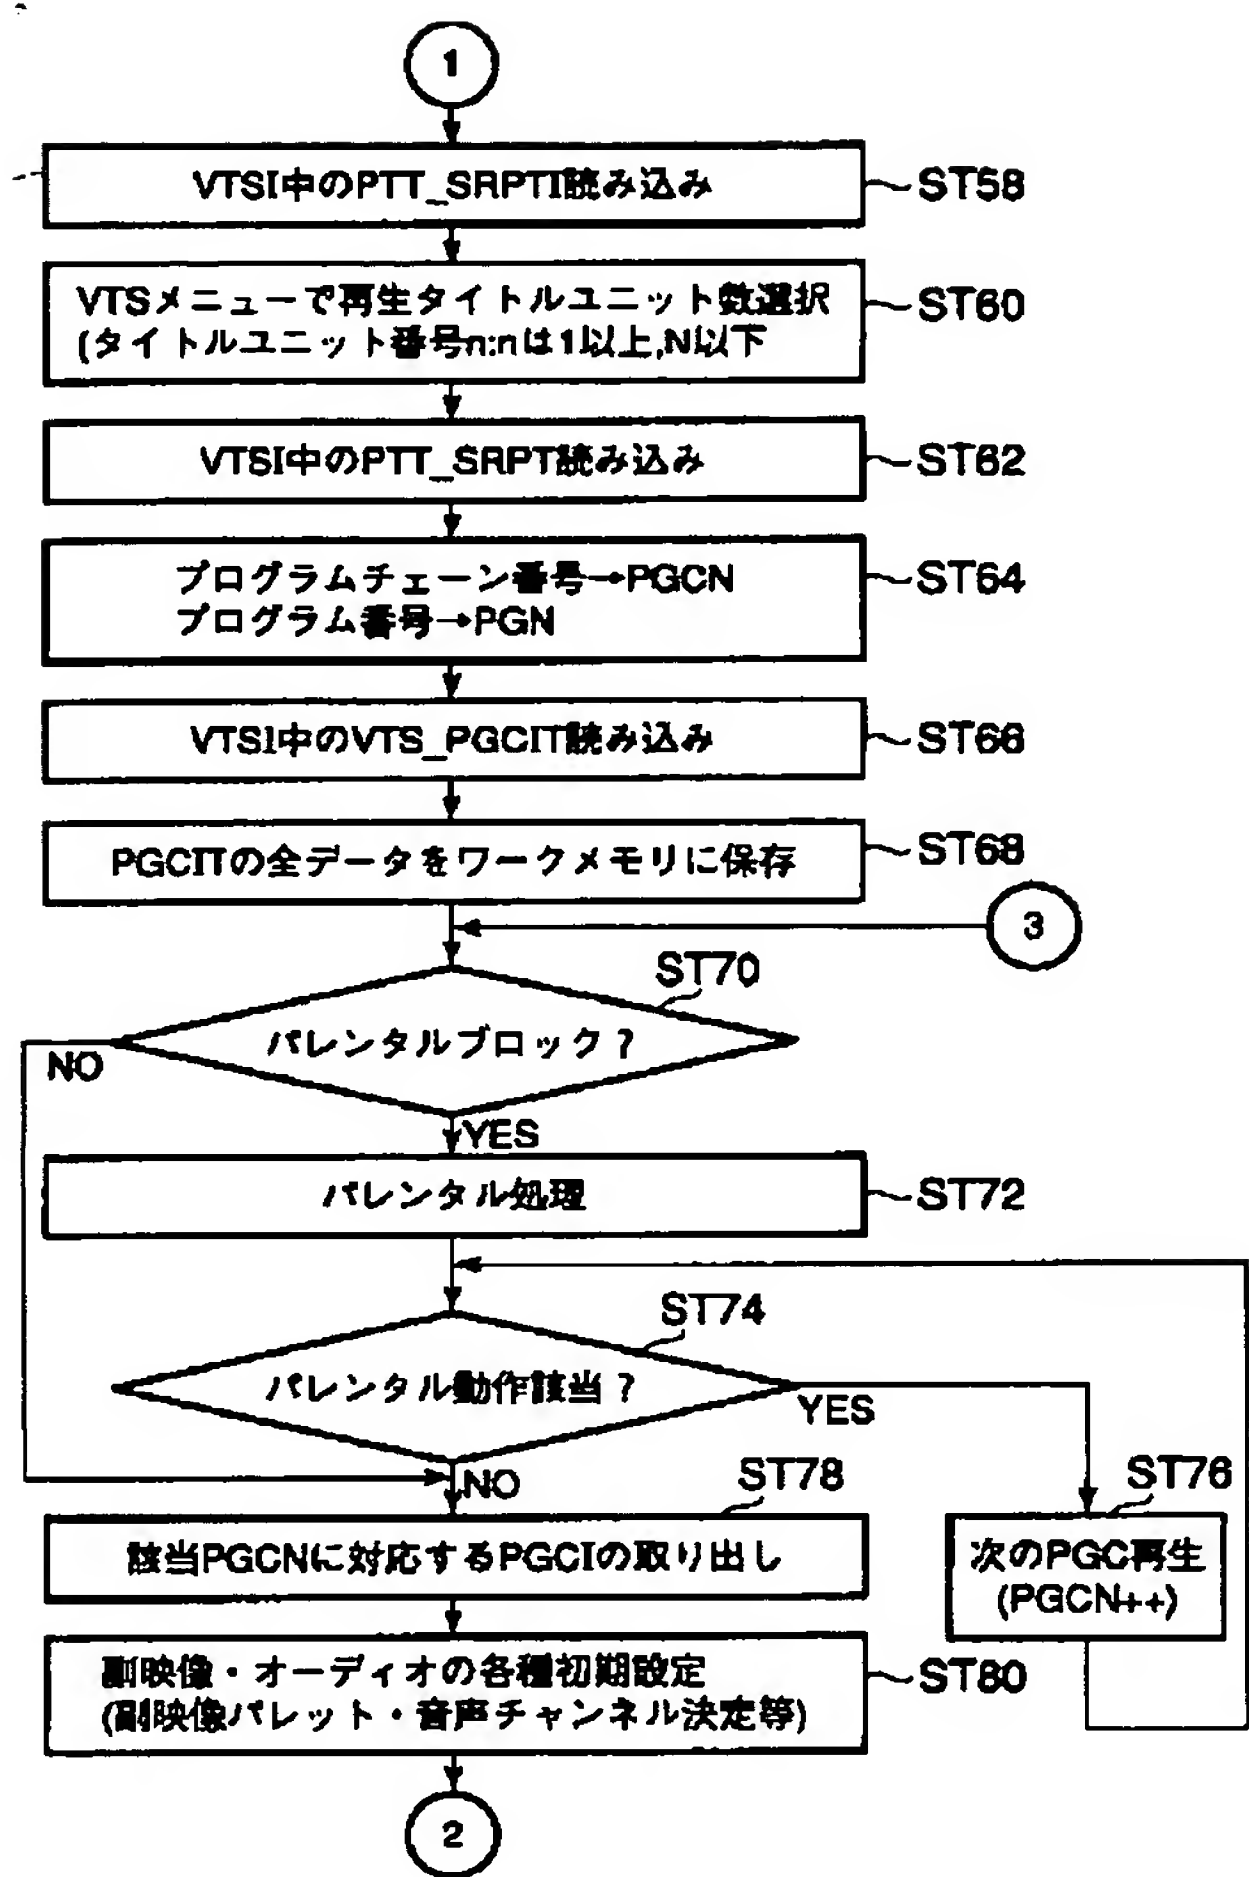 1
VTSI中のPTT_SRPTI読み込み
ST58
VTSメニューで再生タイトルユニット数選択
(タイトルユニット番号n:nは1以上,N以下
ST60
VTSI中のPTT_SRPT読み込み
ST62
プログラムチェーン番号→PGCN
プログラム番号→PGN
ST64
VTSI中のVTS_PGCIT読み込み
ST66
PGCITの全データをワークメモリに保存
ST68
3
ST70
パレンタルブロック?
NO
YES
パレンタル処理
ST72
ST74
パレンタル動作該当?
YES
NO
ST78
ST76
該当PGCNに対応するPGCIの取り出し
次のPGC再生
(PGCN++)
副映像・オーディオの各種初期設定
(副映像パレット・音声チャンネル決定等)
ST80
2